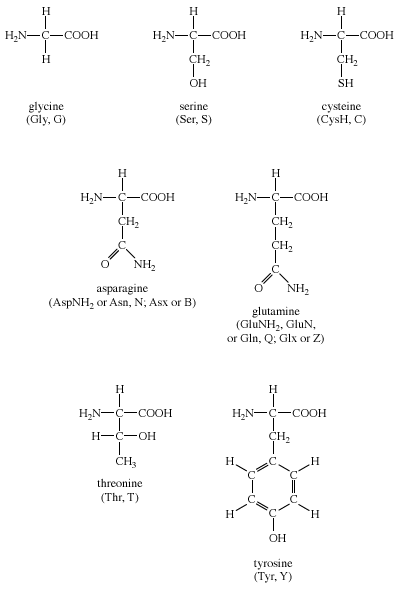 H H H
H₂N—C—COOH H₂N—C—COOH H₂N—C—COOH
H CH₂ CH₂
OH SH
glycine serine cysteine
(Gly, G) (Ser, S) (CysH, C)
H H
H₂N—C—COOH H₂N—C—COOH
CH₂ CH₂
C CH₂
O NH₂ C
O NH₂
asparagine
(AspNH₂ or Asn, N; Asx or B)
glutamine
(GluNH₂, GluN,
or Gln, Q; Glx or Z)
H H
H₂N—C—COOH H₂N—C—COOH
H—C—OH CH₂
CH₃ H C H
C C
C C
H C H
OH
threonine
(Thr, T)
tyrosine
(Tyr, Y)